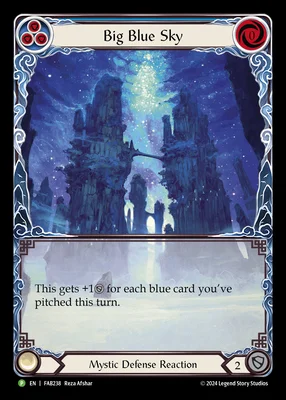 Big Blue Sky
This gets +1 for each blue card you've
pitched this turn.
Mystic Defense Reaction
2
P EN | FAB238 Reza Afshar
© 2024 Legend Story Studios